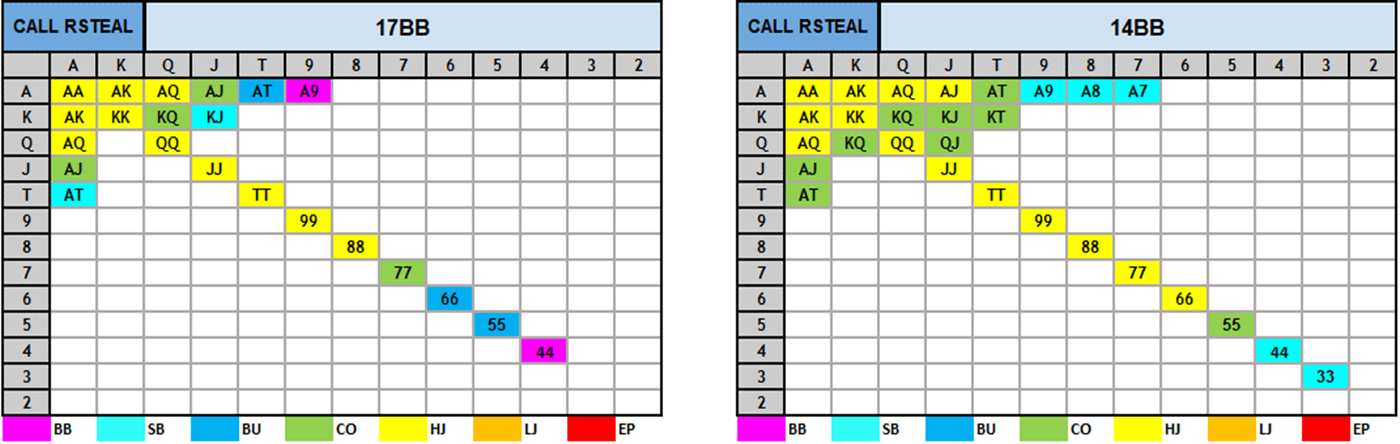 CALL RSTEAL 17BB
A K Q J T 9 8 7 6 5 4 3 2
A AA AK AQ AJ AT A9
K AK KK KQ KJ
Q AQ QQ
J AJ JJ
T AT TT
9 99
8 88
7 77
6 66
5 55
4 44
3
2
BB SB BU CO HJ LJ EP
CALL RSTEAL 14BB
A K Q J T 9 8 7 6 5 4 3 2
A AA AK AQ AJ AT A9 A8 A7
K AK KK KQ KJ KT
Q AQ KQ QQ QJ
J AJ JJ
T AT TT
9 99
8 88
7 77
6 66
5 55
4 44
3 33
2
BB SB BU CO HJ LJ EP